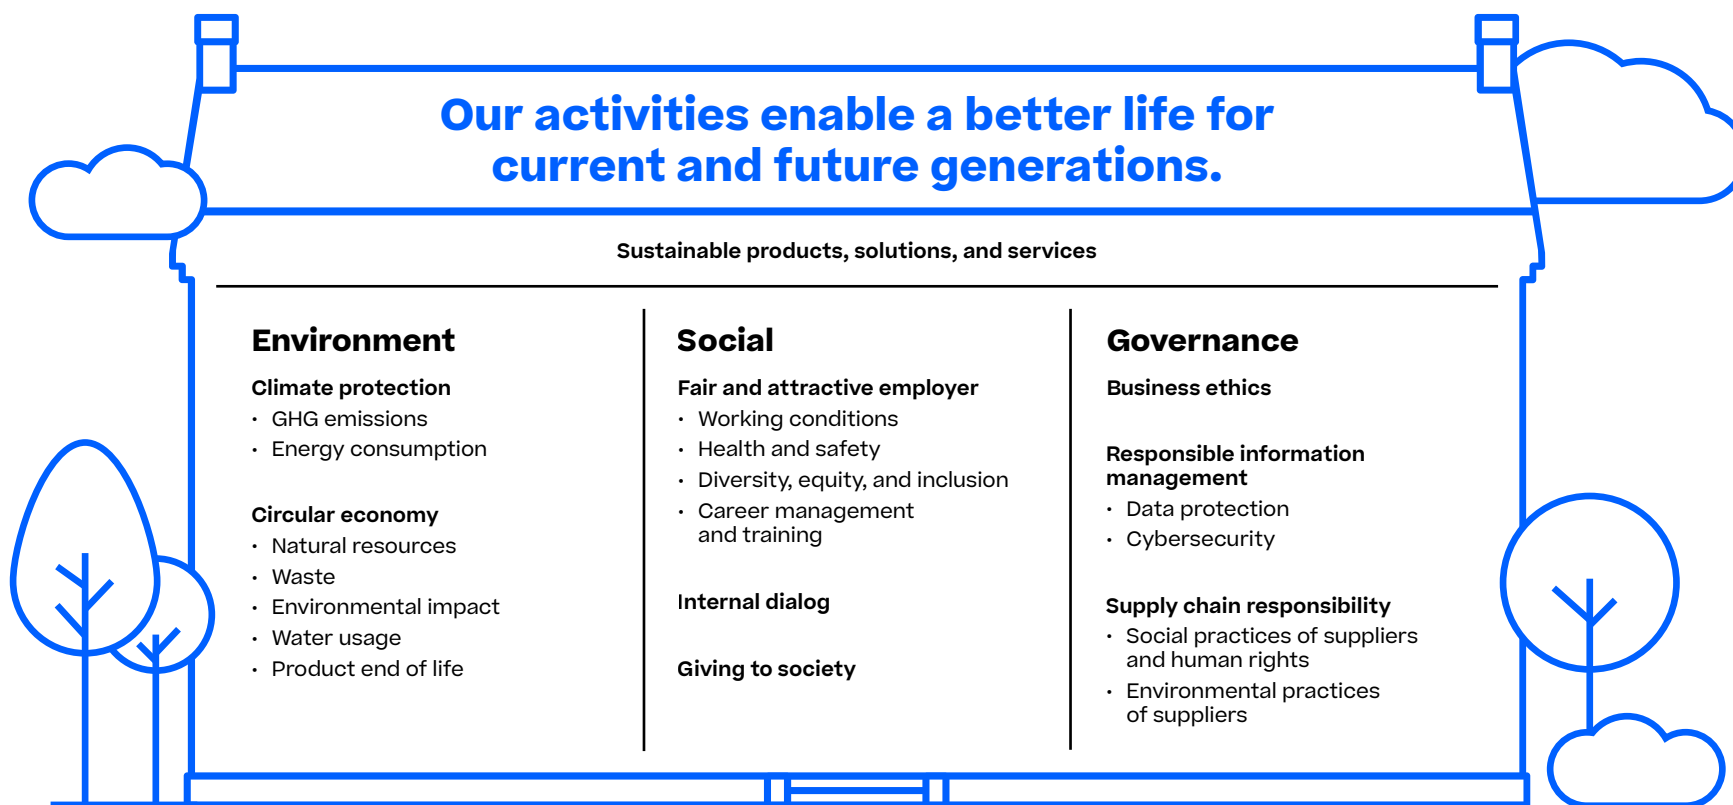 Our activities enable a better life for
current and future generations.
Sustainable products, solutions, and services
Environment
Climate protection
• GHG emissions
• Energy consumption
Circular economy
• Natural resources
• Waste
• Environmental impact
• Water usage
• Product end of life
Social
Fair and attractive employer
• Working conditions
• Health and safety
• Diversity, equity, and inclusion
• Career management
and training
Internal dialog
Giving to society
Governance
Business ethics
Responsible information
management
• Data protection
• Cybersecurity
Supply chain responsibility
• Social practices of suppliers
and human rights
• Environmental practices
of suppliers